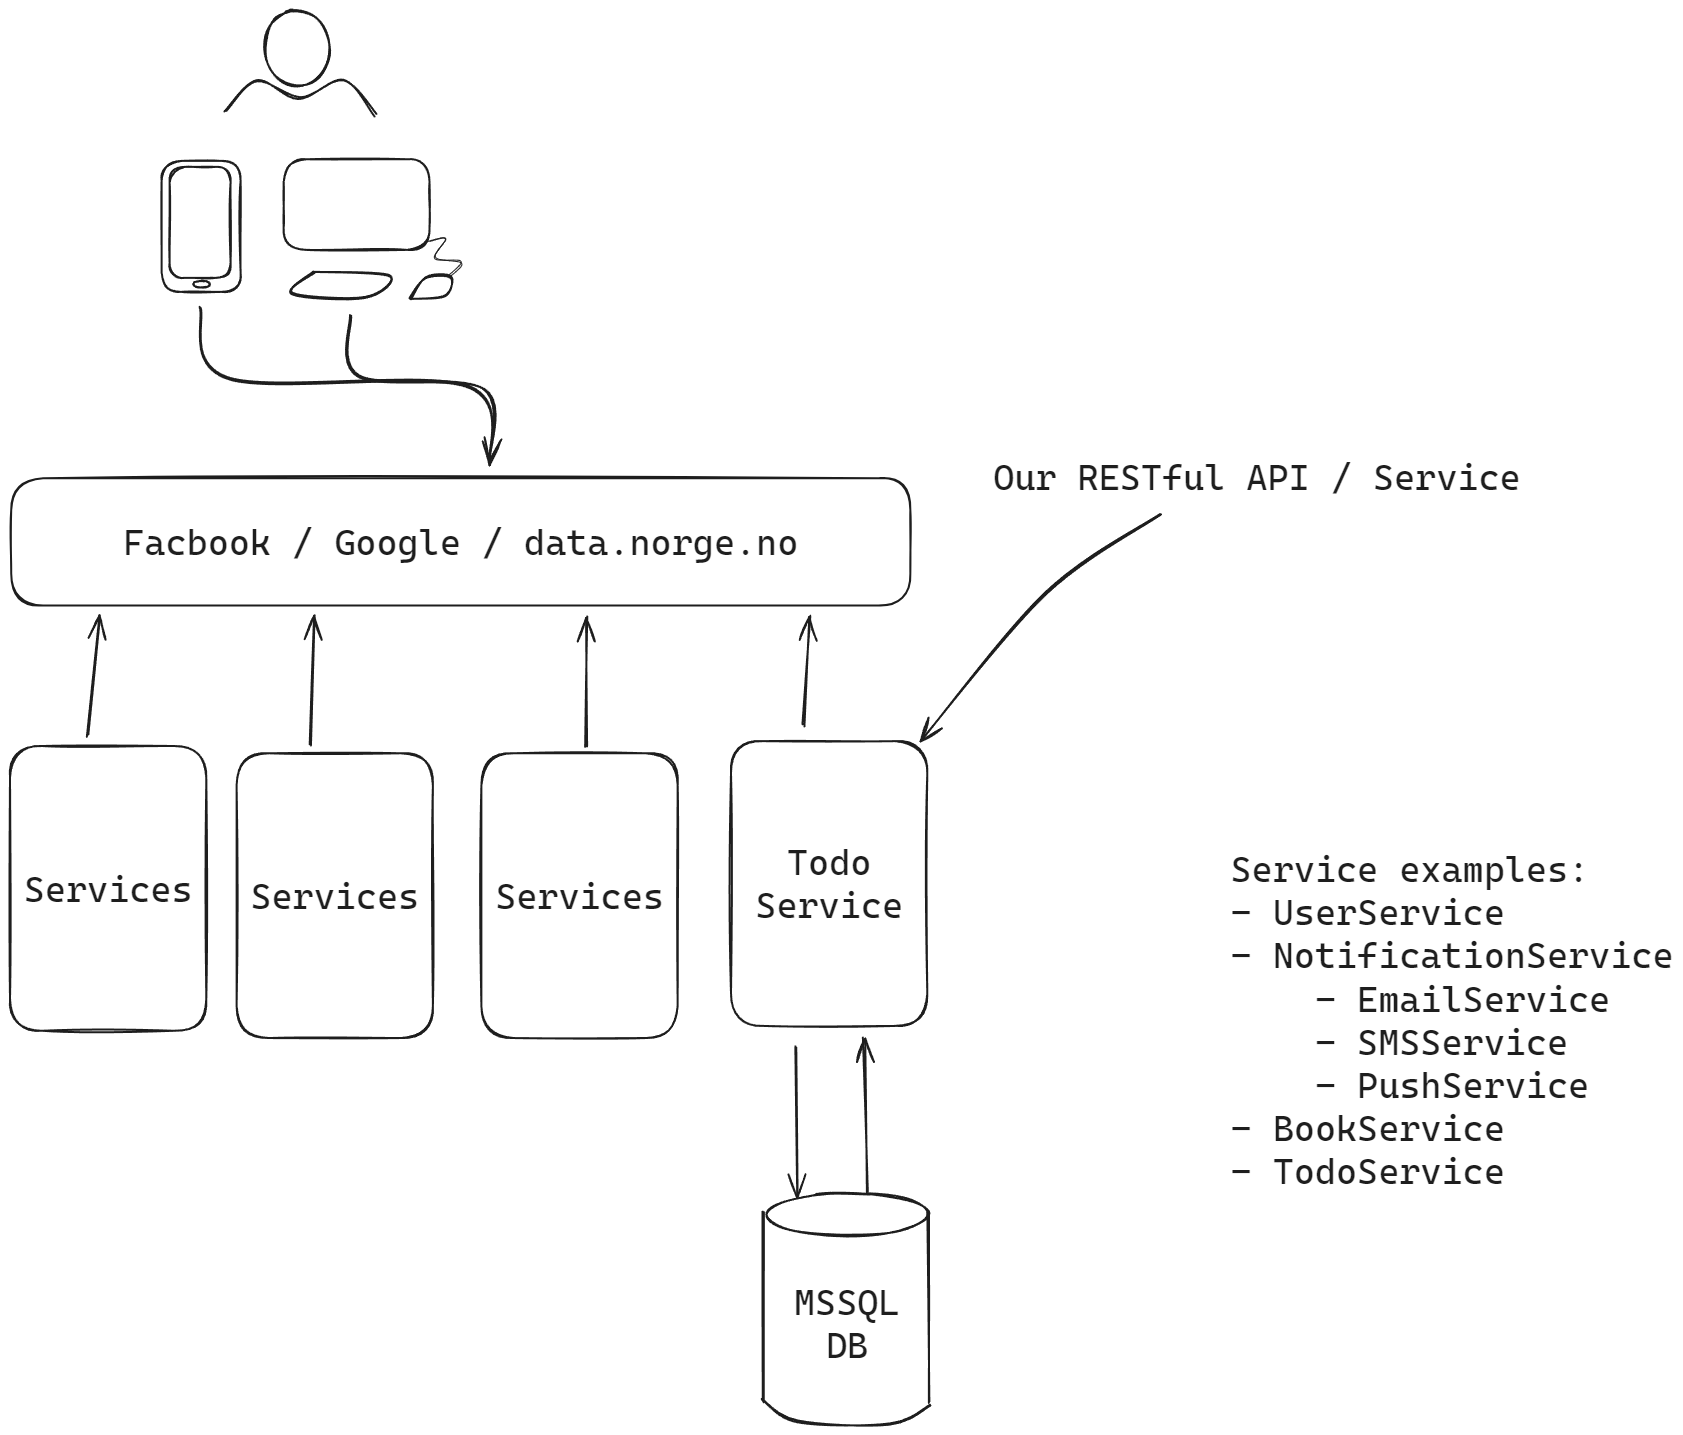 Our RESTful API / Service
Facbook / Google / data.norge.no
Services
Services
Services
Todo
Service
Service examples:
- UserService
- NotificationService
    - EmailService
    - SMSService
    - PushService
- BookService
- TodoService
MSSQL
DB